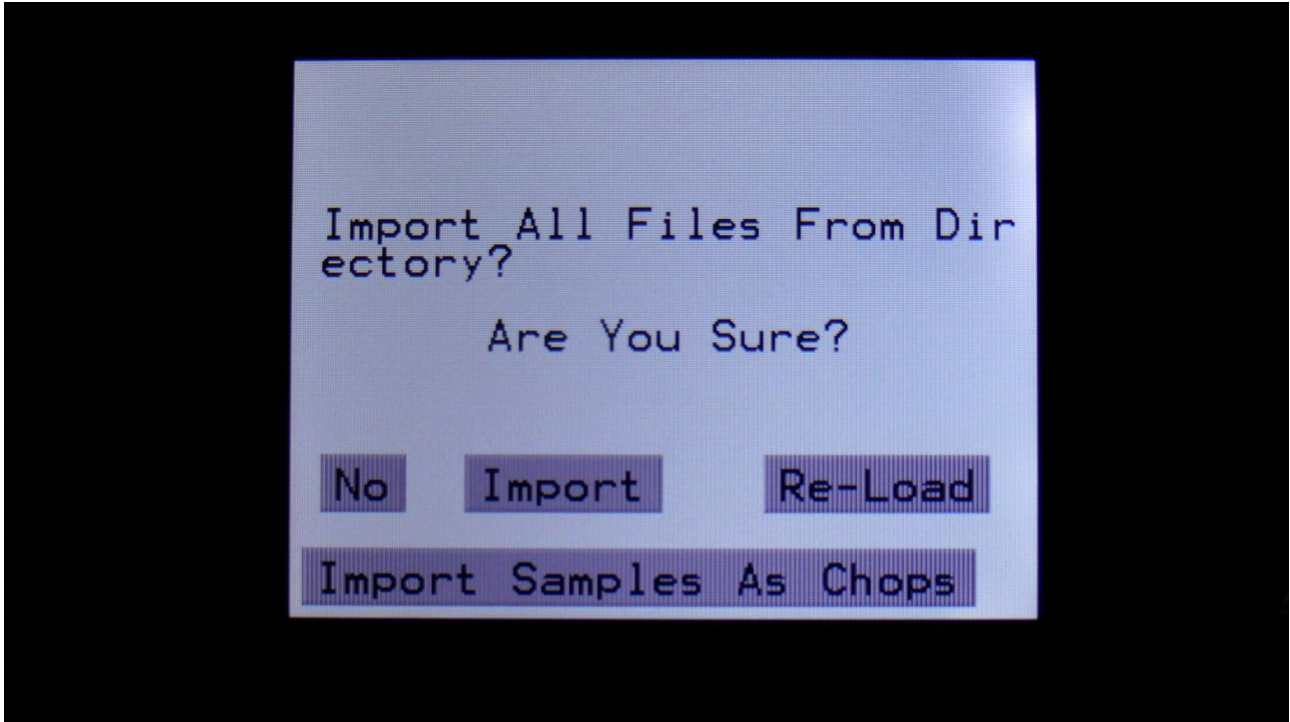 Import All Files From Dir
ectory?
Are You Sure?
No Import Re-Load
Import Samples As Chops